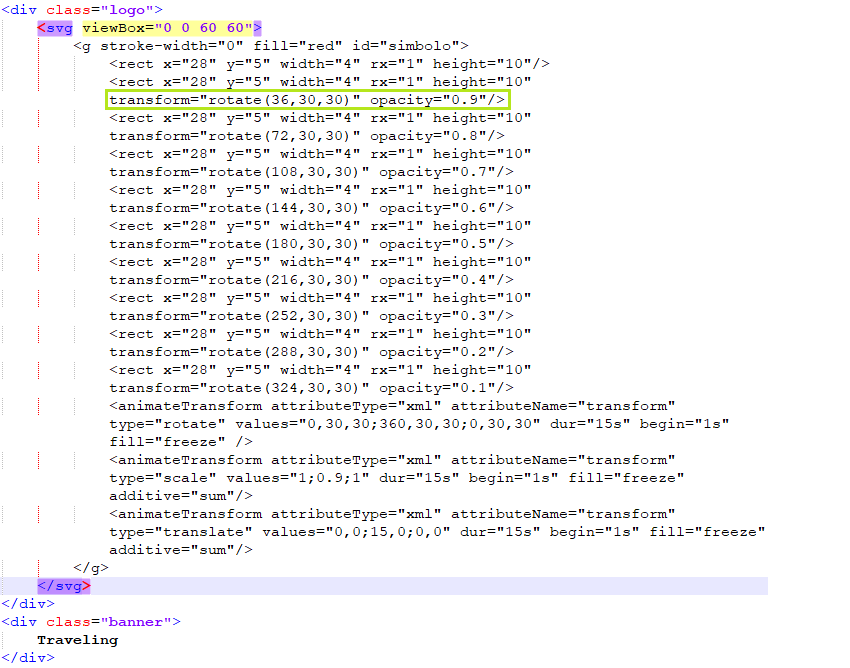 <div class="logo">
<svg viewBox="0 0 60 60">
<g stroke-width="0" fill="red" id="simbolo">
<rect x="28" y="5" width="4" rx="1" height="10"/>
<rect x="28" y="5" width="4" rx="1" height="10"
transform="rotate(36,30,30)" opacity="0.9"/>
<rect x="28" y="5" width="4" rx="1" height="10"
transform="rotate(72,30,30)" opacity="0.8"/>
<rect x="28" y="5" width="4" rx="1" height="10"
transform="rotate(108,30,30)" opacity="0.7"/>
<rect x="28" y="5" width="4" rx="1" height="10"
transform="rotate(144,30,30)" opacity="0.6"/>
<rect x="28" y="5" width="4" rx="1" height="10"
transform="rotate(180,30,30)" opacity="0.5"/>
<rect x="28" y="5" width="4" rx="1" height="10"
transform="rotate(216,30,30)" opacity="0.4"/>
<rect x="28" y="5" width="4" rx="1" height="10"
transform="rotate(252,30,30)" opacity="0.3"/>
<rect x="28" y="5" width="4" rx="1" height="10"
transform="rotate(288,30,30)" opacity="0.2"/>
<rect x="28" y="5" width="4" rx="1" height="10"
transform="rotate(324,30,30)" opacity="0.1"/>
<animateTransform attributeType="xml" attributeName="transform"
type="rotate" values="0,30,30;360,30,30;0,30,30" dur="15s" begin="1s"
fill="freeze" />
<animateTransform attributeType="xml" attributeName="transform"
type="scale" values="1;0.9;1" dur="15s" begin="1s" fill="freeze"
additive="sum"/>
<animateTransform attributeType="xml" attributeName="transform"
type="translate" values="0,0;15,0;0,0" dur="15s" begin="1s" fill="freeze"
additive="sum"/>
</g>
</svg>
</div>
<div class="banner">
Traveling
</div>